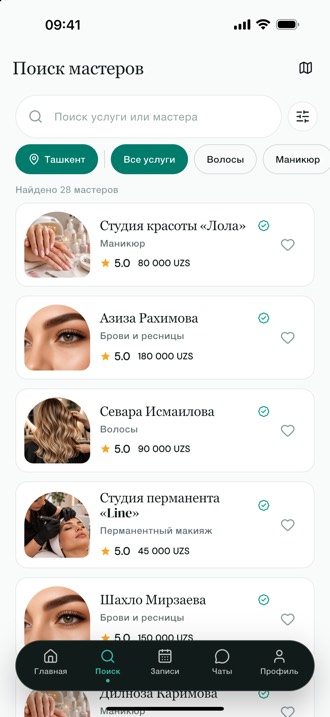 09:41
Поиск мастеров
Поиск услуги или мастера
Ташкент
Все услуги
Волосы
Маникюр
Найдено 28 мастеров
Студия красоты «Лола»
Маникюр
5.0 80 000 UZS
Азиза Рахимова
Брови и ресницы
5.0 180 000 UZS
Севара Исмаилова
Волосы
5.0 90 000 UZS
Студия перманента
«Line»
Перманентный макияж
5.0 45 000 UZS
Шахло Мирзаева
Брови и ресницы
5.0 150 000 UZS
Главная
Поиск
Записи
Чаты
Профиль
Дилноза Каримова
Маникюр